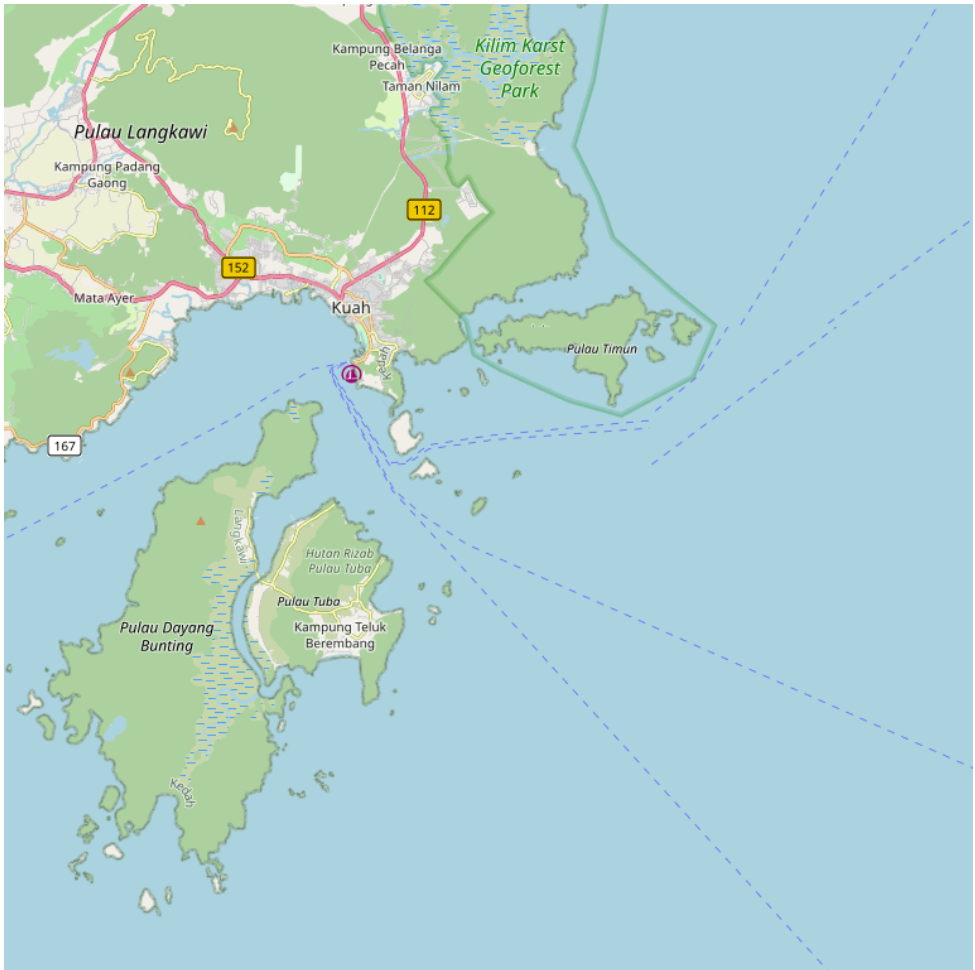 Kampung Belanga
Pecah
Kilim Karst
Geoforest
Park
Taman Nilam
Pulau Langkawi
Kampung Padang
Gaong
112
152
Mata Ayer
Kuah
Kedah
Pulau Timun
167
Langkawi
Hutan Rizab
Pulau Tuba
Pulau Tuba
Kampung Teluk
Berembang
Pulau Dayang
Bunting
Kedah